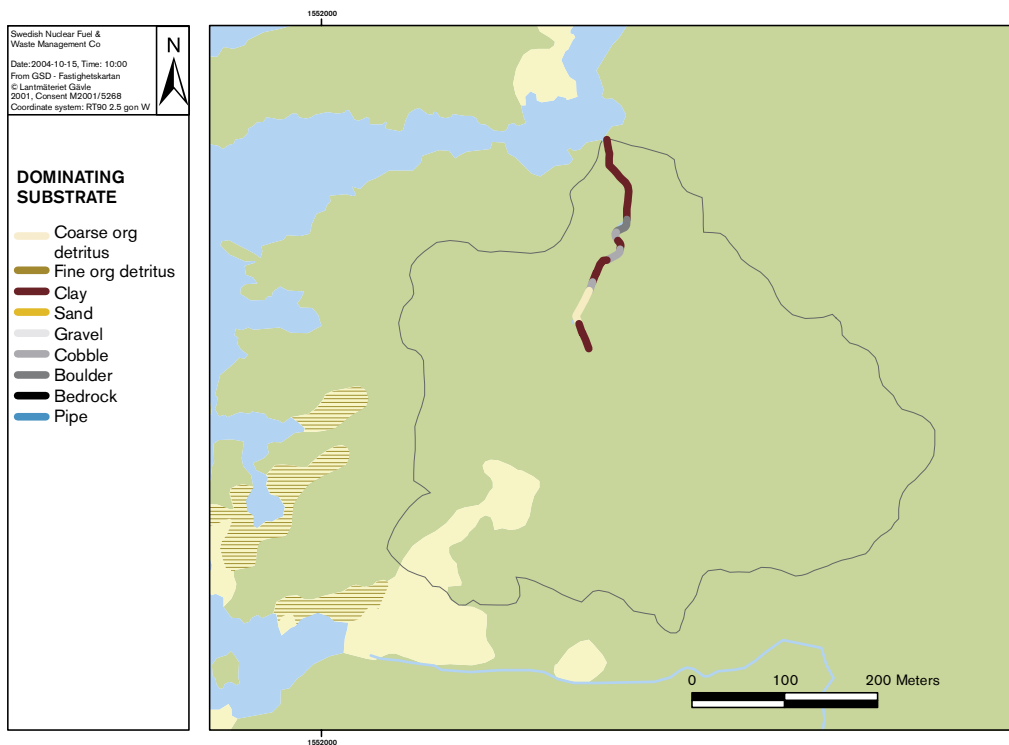 1552000
Swedish Nuclear Fuel &
Waste Management Co
N
Date:2004-10-15, Time: 10:00
From GSD - Fastighetskartan
© Lantmäteriet Gävle
2001, Consent M2001/5268
Coordinate system: RT90 2.5 gon W
DOMINATING
SUBSTRATE
Coarse org
detritus
Fine org detritus
Clay
Sand
Gravel
Cobble
Boulder
Bedrock
Pipe
0 100 200 Meters
1552000